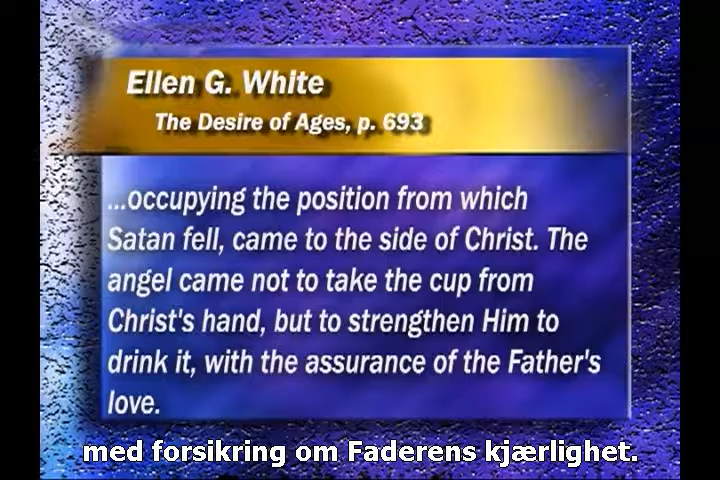 Ellen G. White
The Desire of Ages, p. 693
...occupying the position from which
Satan fell, came to the side of Christ. The
angel came not to take the cup from
Christ's hand, but to strengthen Him to
drink it, with the assurance of the Father's
love.
med forsikring om Faderens kjærlighet.